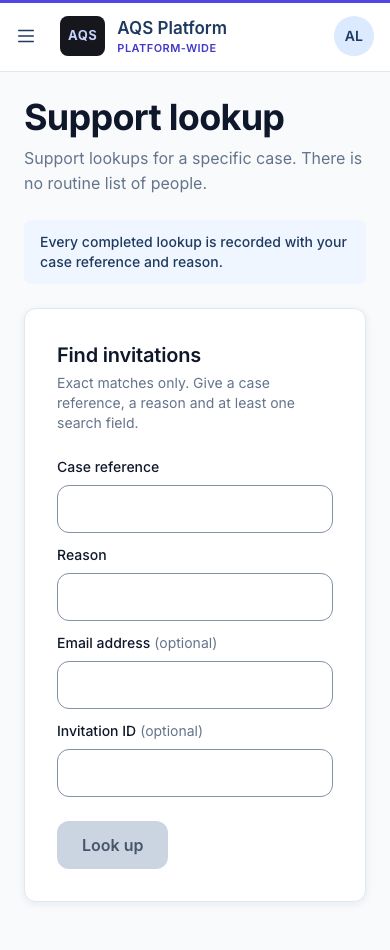 AQS
AQS Platform
PLATFORM-WIDE
AL
Support lookup
Support lookups for a specific case. There is
no routine list of people.
Every completed lookup is recorded with your
case reference and reason.
Find invitations
Exact matches only. Give a case
reference, a reason and at least one
search field.
Case reference
Reason
Email address (optional)
Invitation ID (optional)
Look up